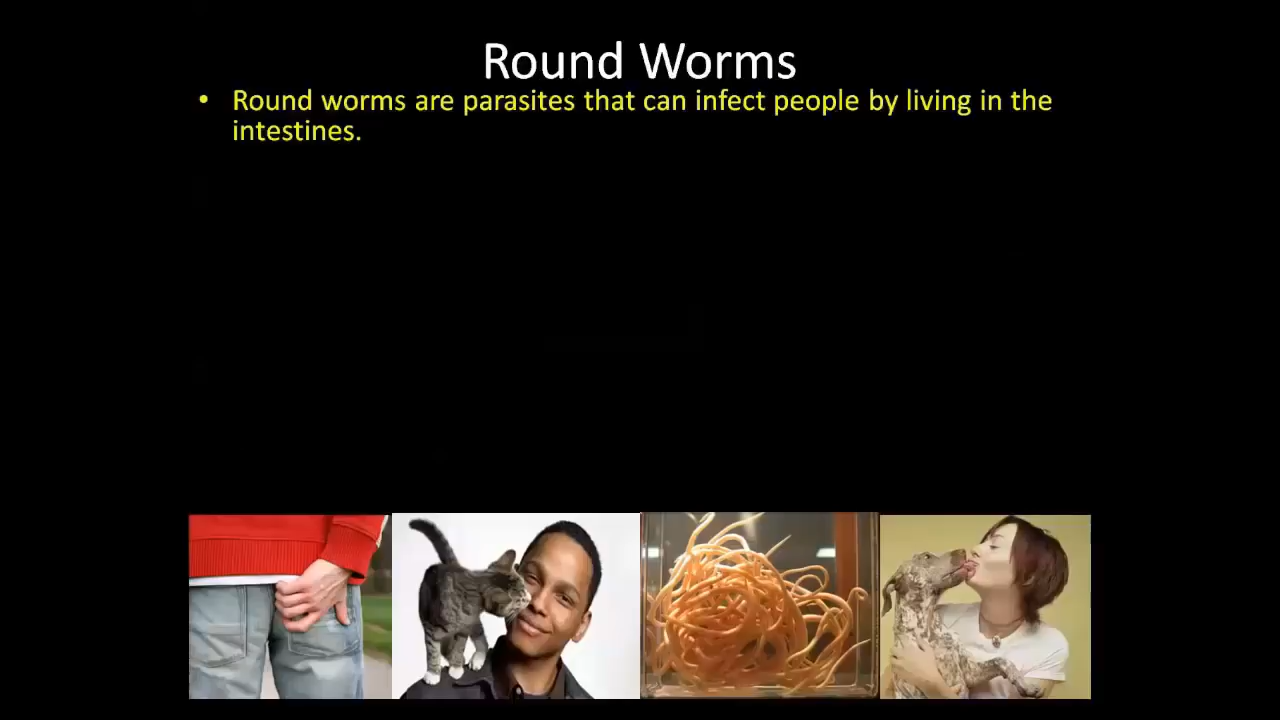 Round Worms
• Round worms are parasites that can infect people by living in the
intestines.